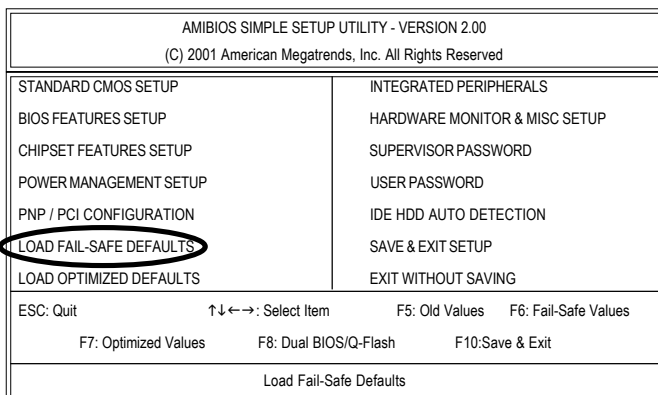 AMIBIOS SIMPLE SETUP UTILITY - VERSION 2.00
(C) 2001 American Megatrends, Inc. All Rights Reserved
STANDARD CMOS SETUP
BIOS FEATURES SETUP
CHIPSET FEATURES SETUP
POWER MANAGEMENT SETUP
PNP / PCI CONFIGURATION
LOAD FAIL-SAFE DEFAULTS
LOAD OPTIMIZED DEFAULTS
INTEGRATED PERIPHERALS
HARDWARE MONITOR & MISC SETUP
SUPERVISOR PASSWORD
USER PASSWORD
IDE HDD AUTO DETECTION
SAVE & EXIT SETUP
EXIT WITHOUT SAVING
ESC: Quit ↑↓←→: Select Item F5: Old Values F6: Fail-Safe Values
F7: Optimized Values F8: Dual BIOS/Q-Flash F10:Save & Exit
Load Fail-Safe Defaults